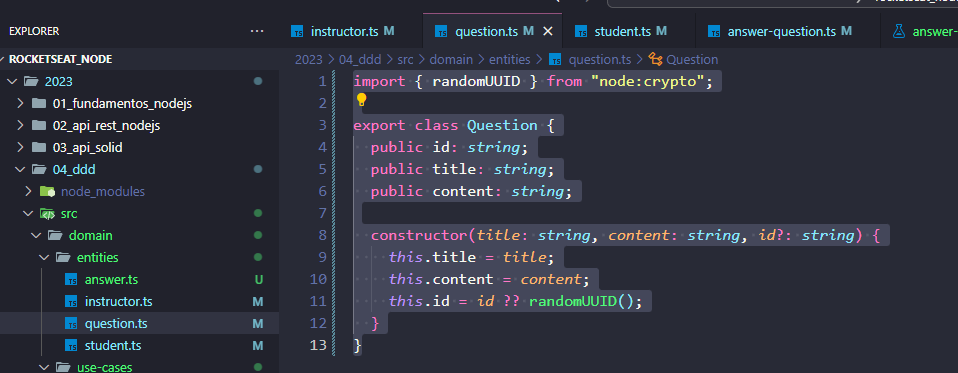 rocketseat_node
EXPLORER ...
ROCKETSEAT_NODE
2023
01_fundamentos_nodejs
02_api_rest_nodejs
03_api_solid
04_ddd
node_modules
src
domain
entities
answer.ts U
instructor.ts M
question.ts M
student.ts M
use-cases
instructor.ts M
question.ts M
student.ts M
answer-question.ts M
answer-
2023 > 04_ddd > src > domain > entities > question.ts > Question
1 import { randomUUID } from "node:crypto";
2
3 export class Question {
4 public id: string;
5 public title: string;
6 public content: string;
7
8 constructor(title: string, content: string, id?: string) {
9 this.title = title;
10 this.content = content;
11 this.id = id ?? randomUUID();
12 }
13 }